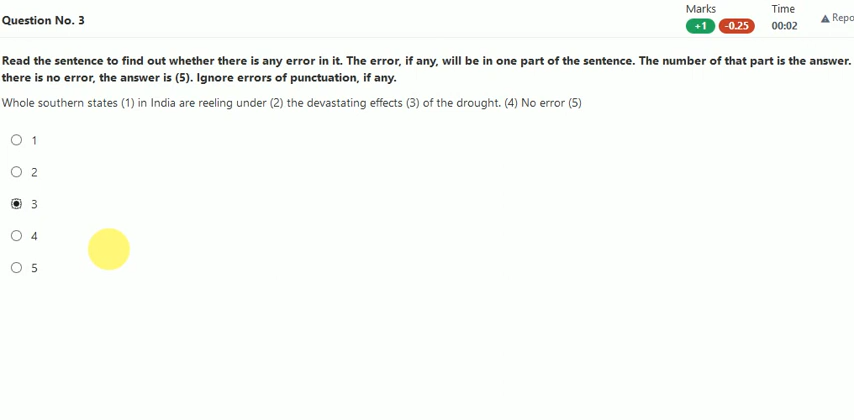 Question No. 3
Marks
Time
+1 -0.25 00:02
Repo
Read the sentence to find out whether there is any error in it. The error, if any, will be in one part of the sentence. The number of that part is the answer.
there is no error, the answer is (5). Ignore errors of punctuation, if any.
Whole southern states (1) in India are reeling under (2) the devastating effects (3) of the drought. (4) No error (5)
1
2
3
4
5